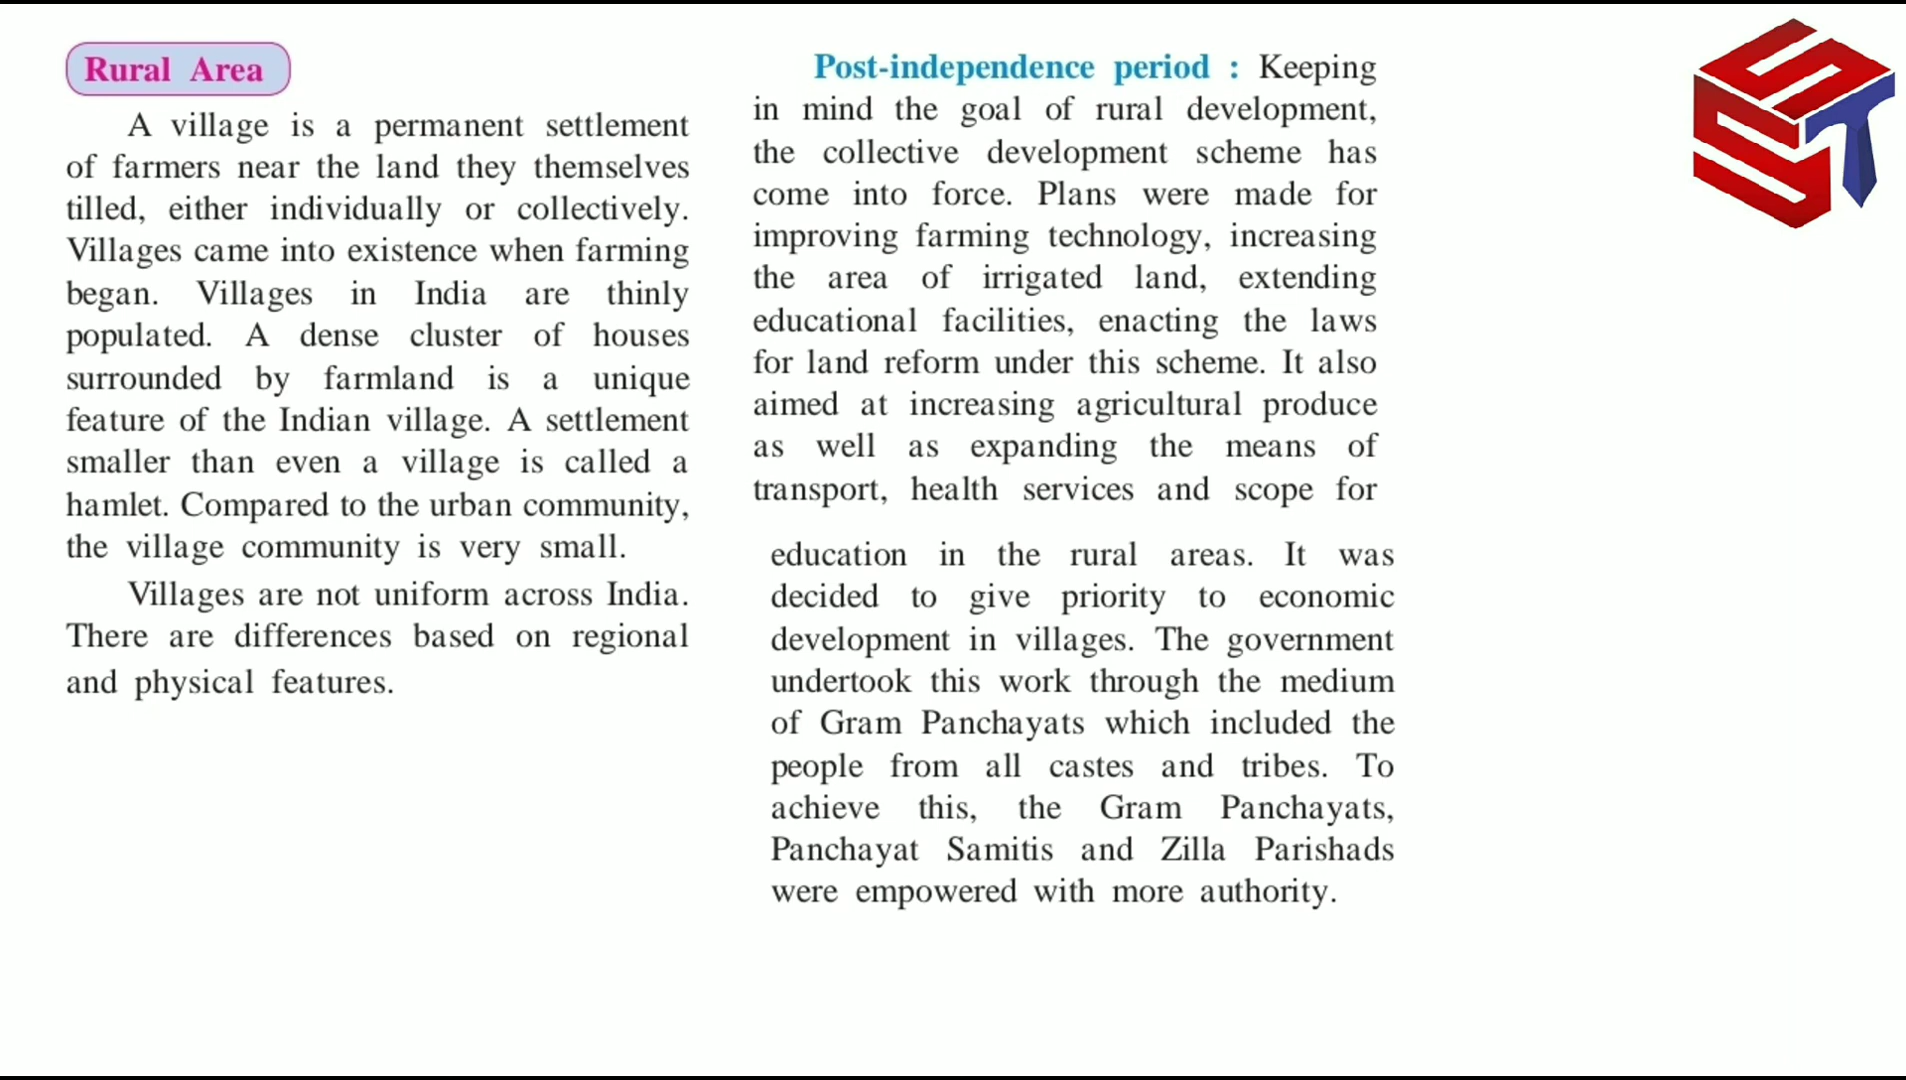 Rural Area
A village is a permanent settlement
of farmers near the land they themselves
tilled, either individually or collectively.
Villages came into existence when farming
began. Villages in India are thinly
populated. A dense cluster of houses
surrounded by farmland is a unique
feature of the Indian village. A settlement
smaller than even a village is called a
hamlet. Compared to the urban community,
the village community is very small.
Villages are not uniform across India.
There are differences based on regional
and physical features.
Post-independence period : Keeping
in mind the goal of rural development,
the collective development scheme has
come into force. Plans were made for
improving farming technology, increasing
the area of irrigated land, extending
educational facilities, enacting the laws
for land reform under this scheme. It also
aimed at increasing agricultural produce
as well as expanding the means of
transport, health services and scope for
education in the rural areas. It was
decided to give priority to economic
development in villages. The government
undertook this work through the medium
of Gram Panchayats which included the
people from all castes and tribes. To
achieve this, the Gram Panchayats,
Panchayat Samitis and Zilla Parishads
were empowered with more authority.
SST